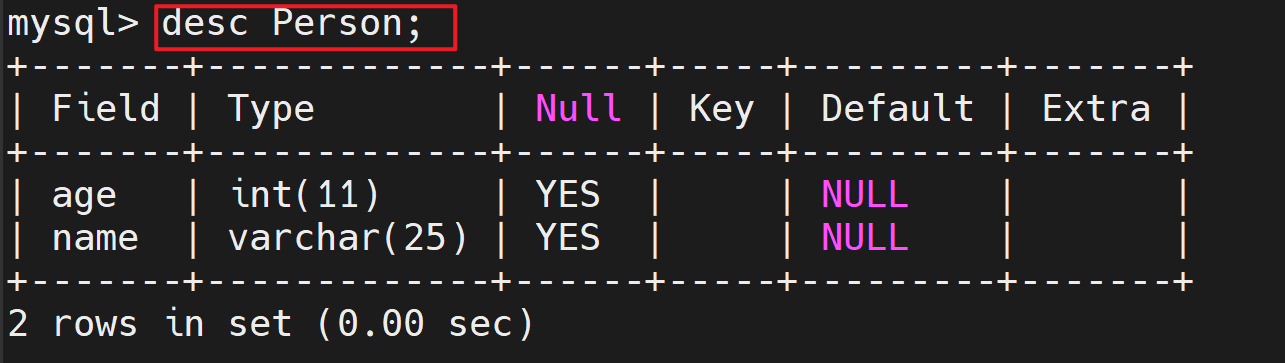 mysql> desc Person;
+-------+-------------+------+-----+---------+-------+
| Field | Type        | Null | Key | Default | Extra |
+-------+-------------+------+-----+---------+-------+
| age   | int(11)     | YES  |     | NULL    |       |
| name  | varchar(25) | YES  |     | NULL    |       |
+-------+-------------+------+-----+---------+-------+
2 rows in set (0.00 sec)